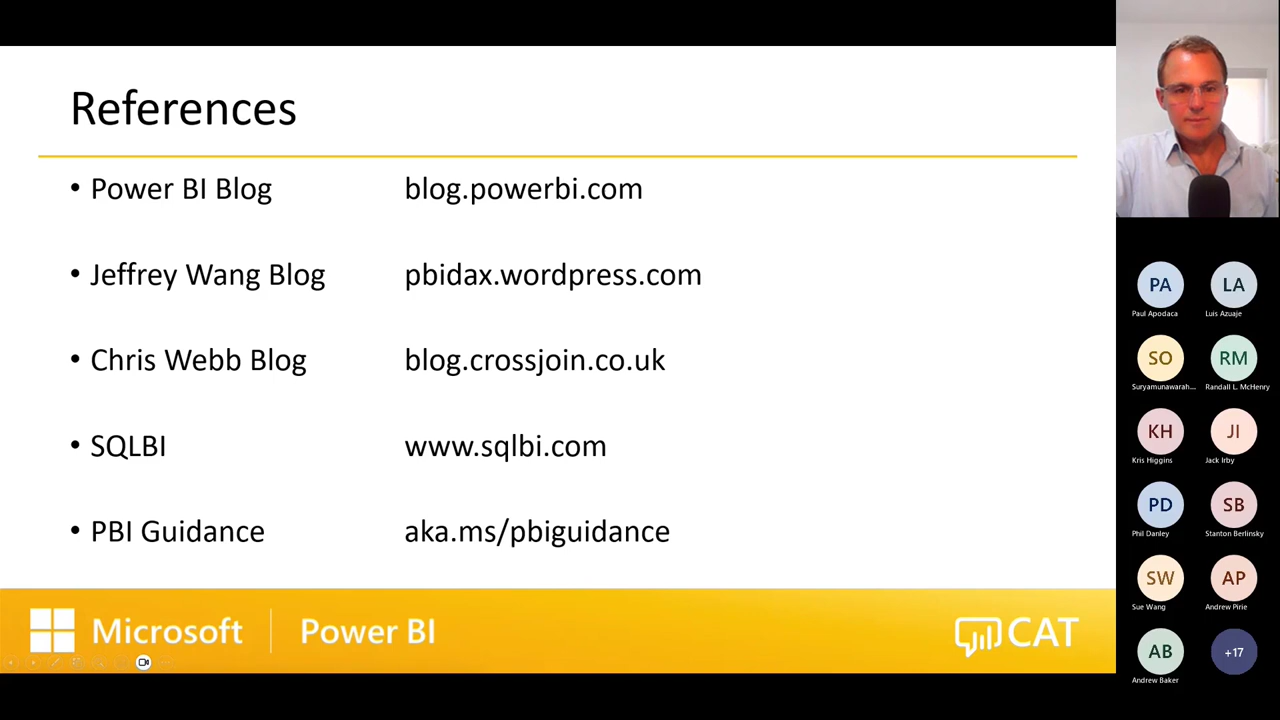 References
• Power BI Blog blog.powerbi.com
• Jeffrey Wang Blog pbidax.wordpress.com
• Chris Webb Blog blog.crossjoin.co.uk
• SQLBI www.sqlbi.com
• PBI Guidance aka.ms/pbiguidance
Microsoft Power BI CAT
PA LA
Paul Apodaca Luis Azuaje
SO RM
Suryamunawarah... Randall L. McHenry
KH JI
Kris Higgins Jack Irby
PD SB
Phil Danley Stanton Berlinsky
SW AP
Sue Wang Andrew Pirie
AB +17
Andrew Baker